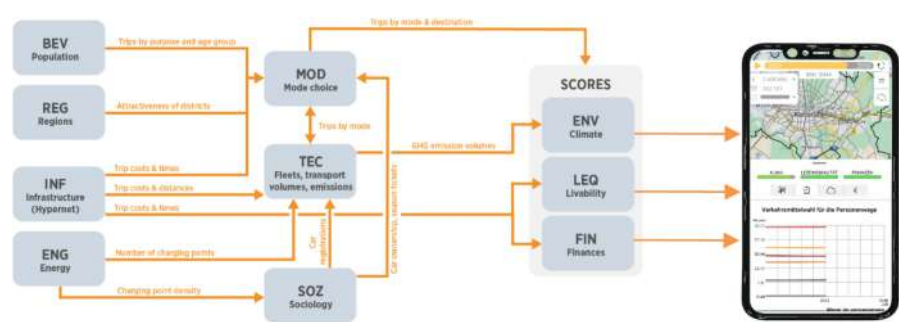 Trips by mode & destination
BEV
Population
Trips by purpose and age group
REG
Regions
Attractiveness of districts
MOD
Mode choice
Trips by mode
SCORES
ENV
Climate
LEQ
Livability
FIN
Finances
TEC
Fleets, transport
volumes, emissions
GHG emission volumes
INF
Infrastructure
(Hypernet)
Trip costs & times
Trip costs & distances
Trip costs & times
Car
registrations
Car ownership, season tickets
ENG
Energy
Number of changing points
Changing point density
SOZ
Sociology
Verkehrsmittelwahl für die Personenwege